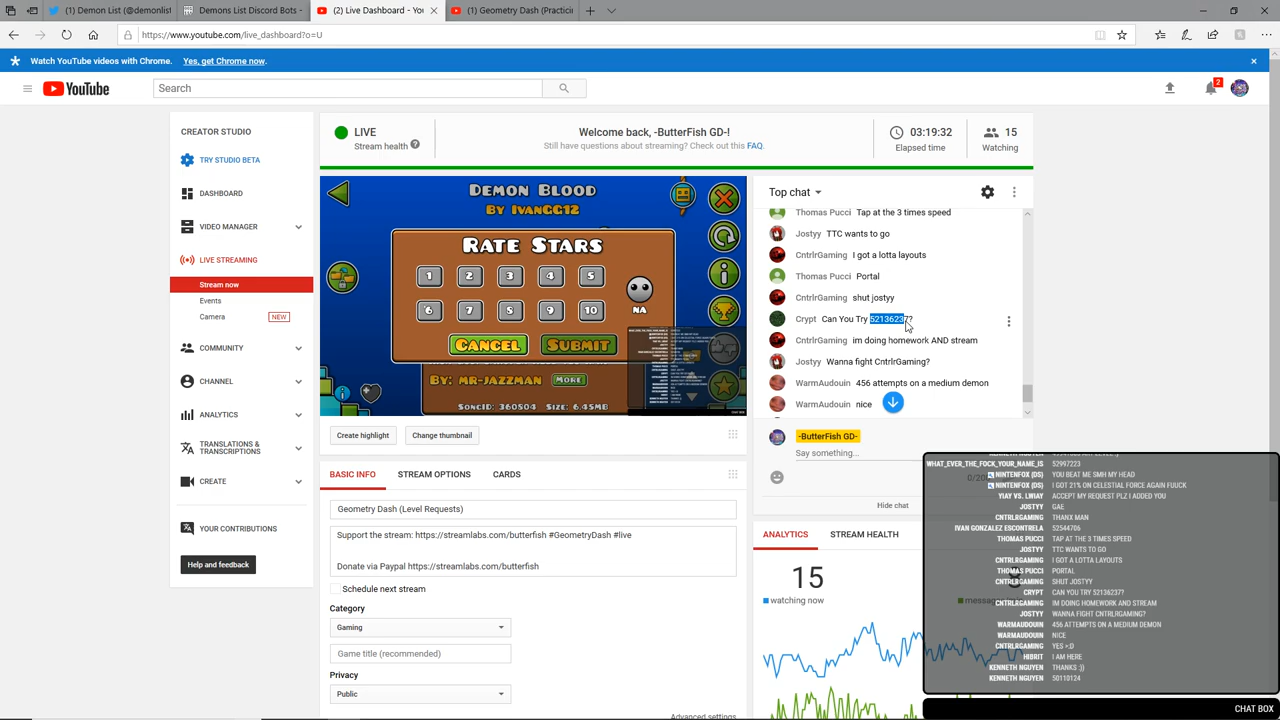 (1) Demon List (@demonlist
Demons List Discord Bots -
(2) Live Dashboard - Yo
(1) Geometry Dash (Practic
https://www.youtube.com/live_dashboard?o=U
Watch YouTube videos with Chrome. Yes, get Chrome now.
YouTube
Search
2
CREATOR STUDIO
TRY STUDIO BETA
DASHBOARD
VIDEO MANAGER
LIVE STREAMING
Stream now
Events
Camera
NEW
COMMUNITY
CHANNEL
ANALYTICS
TRANSLATIONS &
TRANSCRIPTIONS
CREATE
YOUR CONTRIBUTIONS
Help and feedback
LIVE
Stream health
Welcome back, -ButterFish GD-!
Still have questions about streaming? Check out this FAQ.
03:19:32
Elapsed time
15
Watching
DEMON BLOOD
BY IVANGG12
RATE STARS
1 2 3 4 5
6 7 8 9 10
NA
CANCEL SUBMIT
BY: MR-JAZZMAN MORE
SONGID: 360804 SIZE: 6.45MB
Create highlight
Change thumbnail
BASIC INFO
STREAM OPTIONS
CARDS
Geometry Dash (Level Requests)
Support the stream: https://streamlabs.com/butterfish #GeometryDash #live
Donate via Paypal https://streamlabs.com/butterfish
Schedule next stream
Category
Gaming
Game title (recommended)
Privacy
Public
Advanced settings
Top chat
Thomas Pucci Tap at the 3 times speed
Jostyy TTC wants to go
CntrlrGaming I got a lotta layouts
Thomas Pucci Portal
CntrlrGaming shut jostyy
Crypt Can You Try 52136237?
CntrlrGaming im doing homework AND stream
Jostyy Wanna fight CntrlrGaming?
WarmAudouin 456 attempts on a medium demon
WarmAudouin nice
-ButterFish GD-
Say something...
Hide chat
ANALYTICS
STREAM HEALTH
15
watching now
WHAT_EVER_THE_FOCK_YOUR_NAME_IS 52997223
NINTENFOX (DS) YOU BEAT ME SMH MY HEAD
NINTENFOX (DS) I GOT 21% ON CELESTIAL FORCE AGAIN FUUCK
YIAY VS. LWIAY ACCEPT MY REQUEST PLZ I ADDED YOU
JOSTYY GAE
CNTRLRGAMING THANX MAN
IVAN GONZALEZ ESCONTRELA 52544706
THOMAS PUCCI TAP AT THE 3 TIMES SPEED
JOSTYY TTC WANTS TO GO
CNTRLRGAMING I GOT A LOTTA LAYOUTS
THOMAS PUCCI PORTAL
CNTRLRGAMING SHUT JOSTYY
CRYPT CAN YOU TRY 52136237?
CNTRLRGAMING IM DOING HOMEWORK AND STREAM
JOSTYY WANNA FIGHT CNTRLRGAMING?
WARMAUDOUIN 456 ATTEMPTS ON A MEDIUM DEMON
WARMAUDOUIN NICE
CNTRLRGAMING YES =:D
HIBRIT I AM HERE
KENNETH NGUYEN THANKS :))
KENNETH NGUYEN 50110124
CHAT BOX